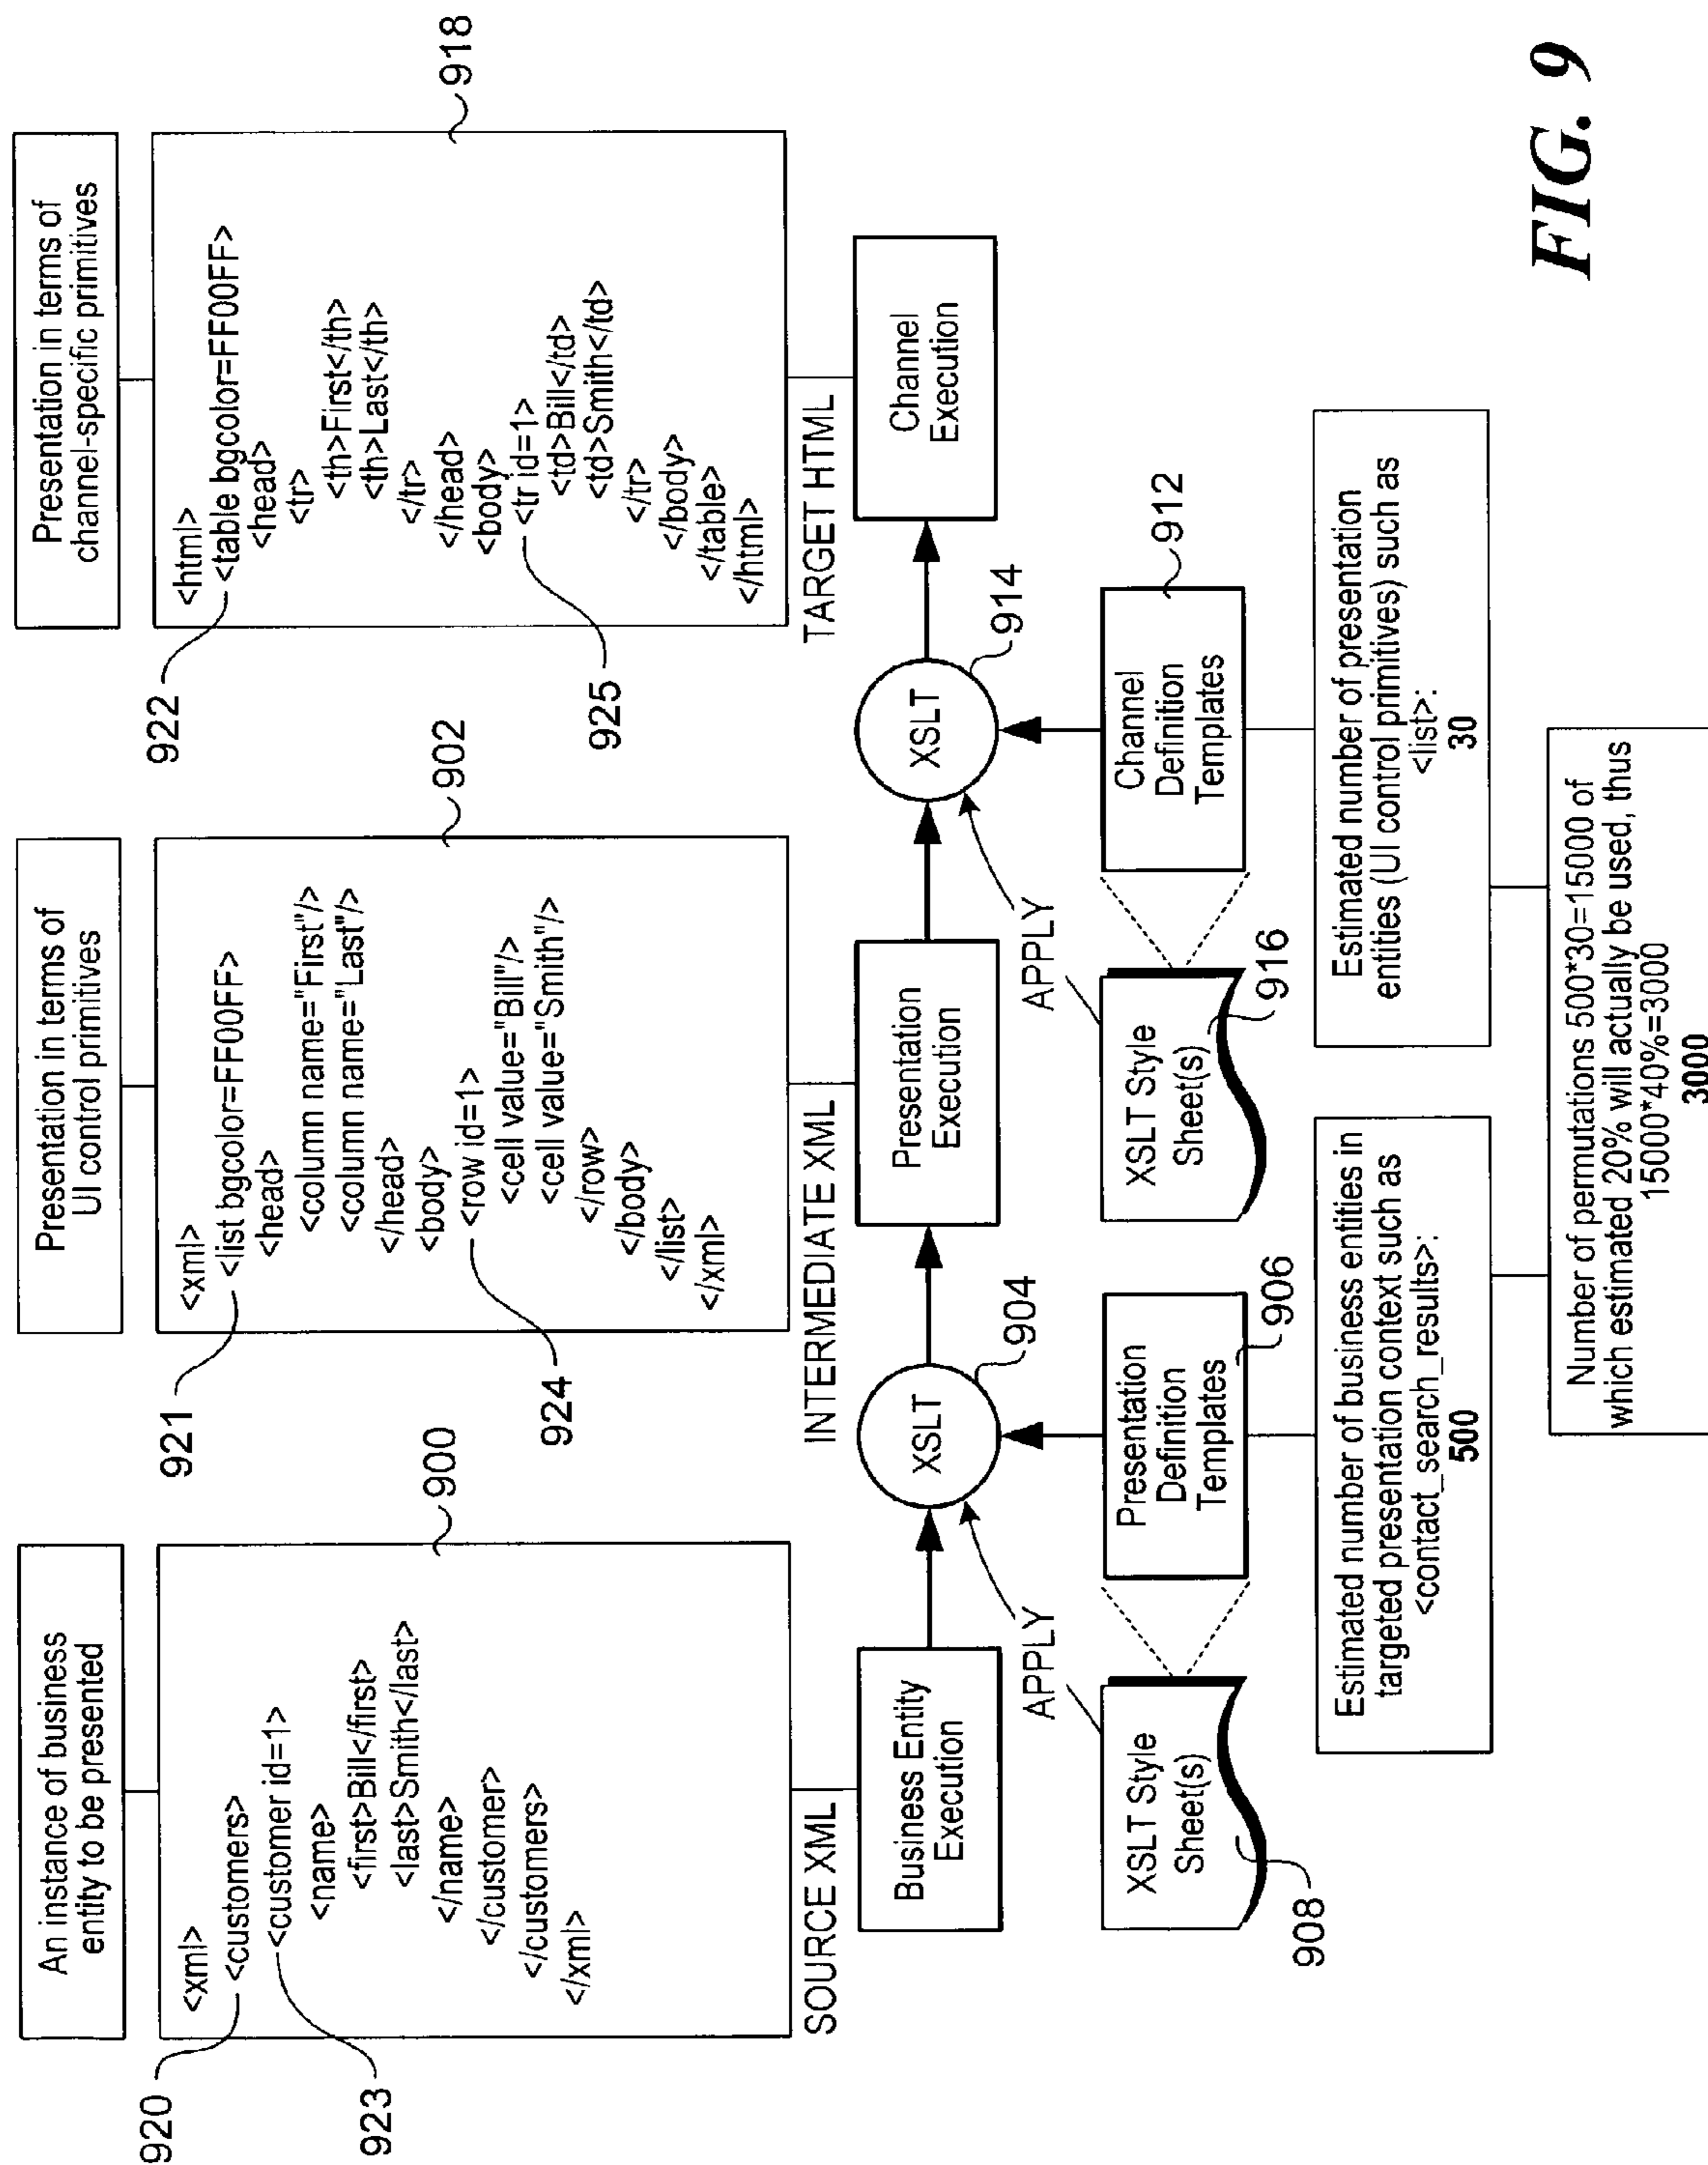 An instance of business
entity to be presented
Presentation in terms of
UI control primitives
Presentation in terms of
channel-specific primitives
920
923
900
<xml>
<customers>
<customer id=1>
<name>
<first>Bill</first>
<last>Smith</last>
</name>
</customer>
</customers>
</xml>
921
924
902
<xml>
<list bgcolor=FF00FF>
<head>
<column name="First"/>
<column name="Last"/>
</head>
<body>
<row id=1>
<cell value="Bill"/>
<cell value="Smith"/>
</row>
</body>
</list>
</xml>
922
925
918
<html>
<table bgcolor=FF00FF>
<head>
<tr>
<th>First</th>
<th>Last</th>
</tr>
</head>
<body>
<tr id=1>
<td>Bill</td>
<td>Smith</td>
</tr>
</body>
</table>
</html>
SOURCE XML
INTERMEDIATE XML
TARGET HTML
Business Entity
Execution
XSLT
904
Presentation
Execution
XSLT
914
Channel
Execution
APPLY
APPLY
XSLT Style
Sheet(s)
908
Presentation
Definition
Templates
906
XSLT Style
Sheet(s)
916
Channel
Definition
Templates
912
Estimated number of business entities in
targeted presentation context such as
<contact_search_results>:
500
Estimated number of presentation
entities (UI control primitives) such as
<list>:
30
Number of permutations 500*30=15000 of
which estimated 20% will actually be used, thus
15000*40%=3000
3000
FIG. 9